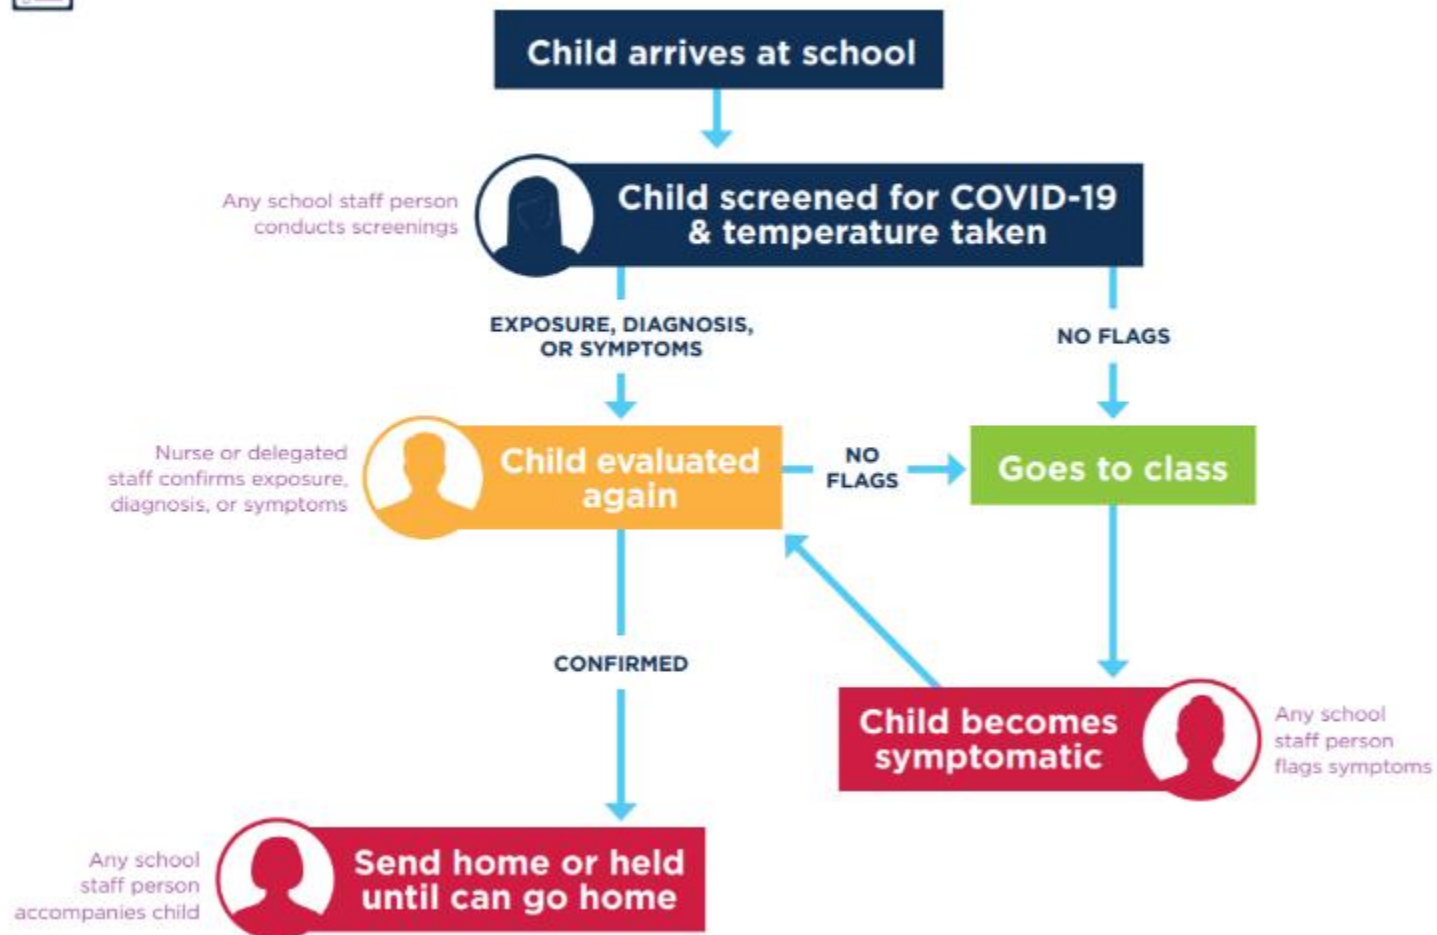 Child arrives at school
Any school staff person
conducts screenings
Child screened for COVID-19
& temperature taken
EXPOSURE, DIAGNOSIS,
OR SYMPTOMS
NO FLAGS
Nurse or delegated
staff confirms exposure,
diagnosis, or symptoms
Child evaluated
again
NO
FLAGS
Goes to class
CONFIRMED
Child becomes
symptomatic
Any school
staff person
flags symptoms
Any school
staff person
accompanies child
Send home or held
until can go home